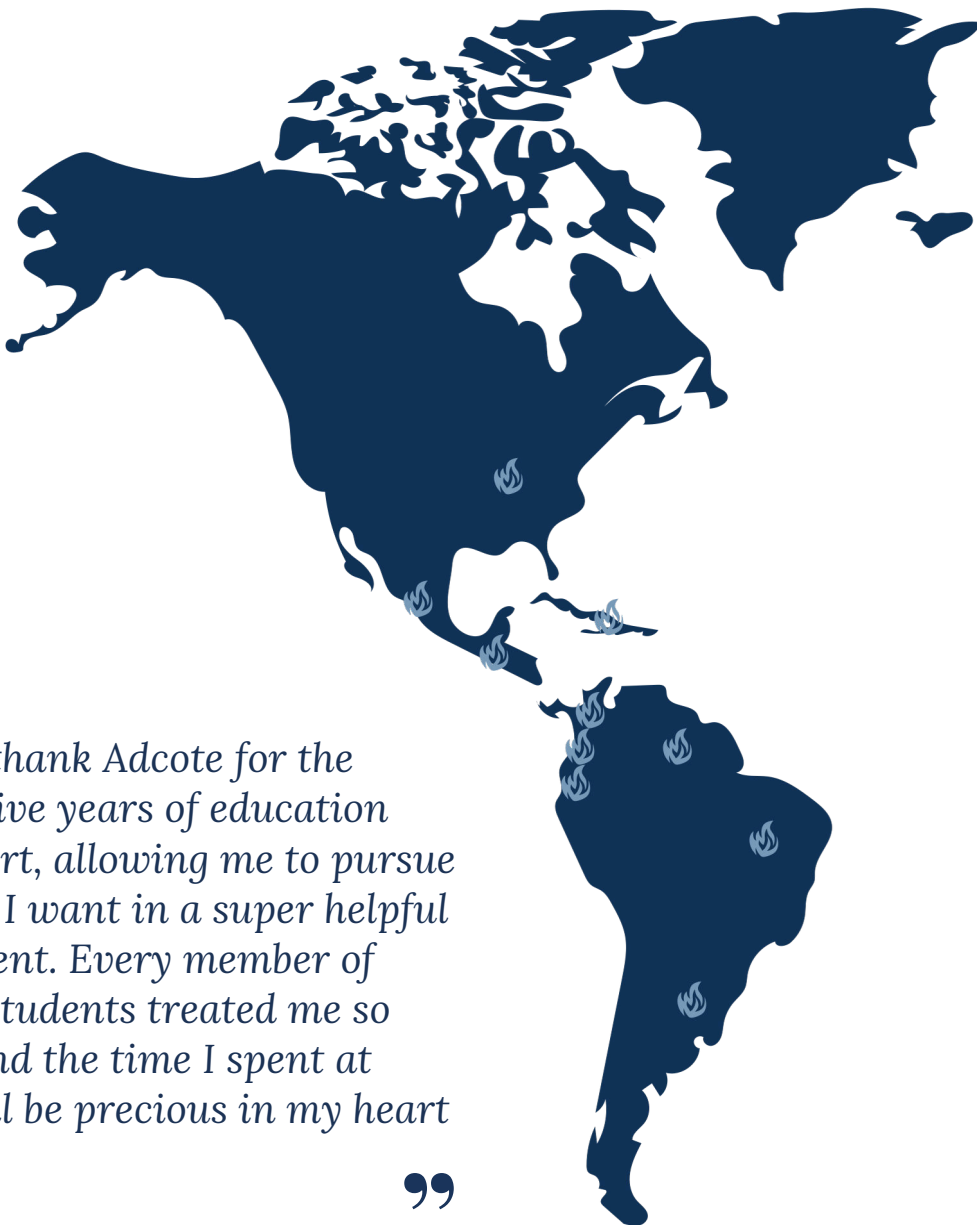 thank Adcote for the
ive years of education
rt, allowing me to pursue
I want in a super helpful
ent. Every member of
tudents treated me so
nd the time I spent at
l be precious in my heart
”